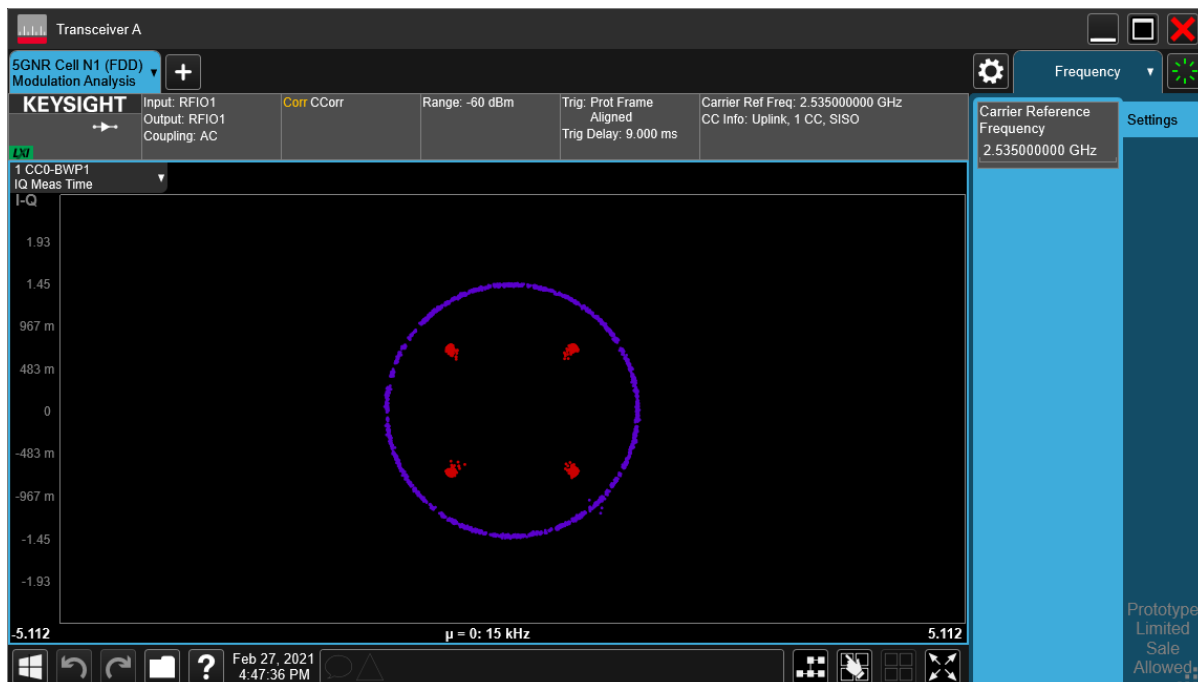 Transceiver A
5GNR Cell N1 (FDD)
Modulation Analysis
Frequency
KEYSIGHT
LXI
Input: RFIO1
Output: RFIO1
Coupling: AC
Corr CCorr
Range: -60 dBm
Trig: Prot Frame
Aligned
Trig Delay: 9.000 ms
Carrier Ref Freq: 2.535000000 GHz
CC Info: Uplink, 1 CC, SISO
Carrier Reference
Frequency
2.535000000 GHz
Settings
1 CC0-BWP1
IQ Meas Time
I-Q
1.93
1.45
967 m
483 m
0
-483 m
-967 m
-1.45
-1.93
-5.112
μ = 0: 15 kHz
5.112
Prototype
Limited
Sale
Allowed
?
Feb 27, 2021
4:47:36 PM